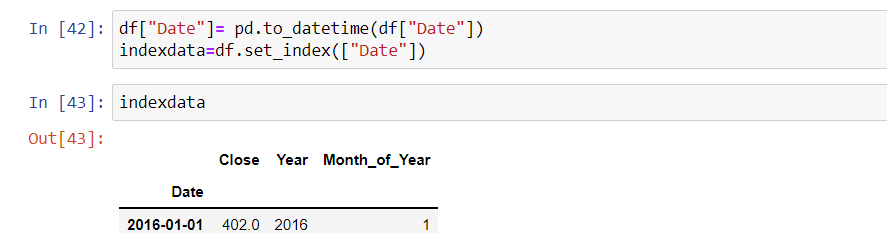 In [42]: df["Date"]= pd.to_datetime(df["Date"])
indexdata=df.set_index(["Date"])
In [43]: indexdata
Out[43]:
Close Year Month_of_Year
Date
2016-01-01 402.0 2016 1